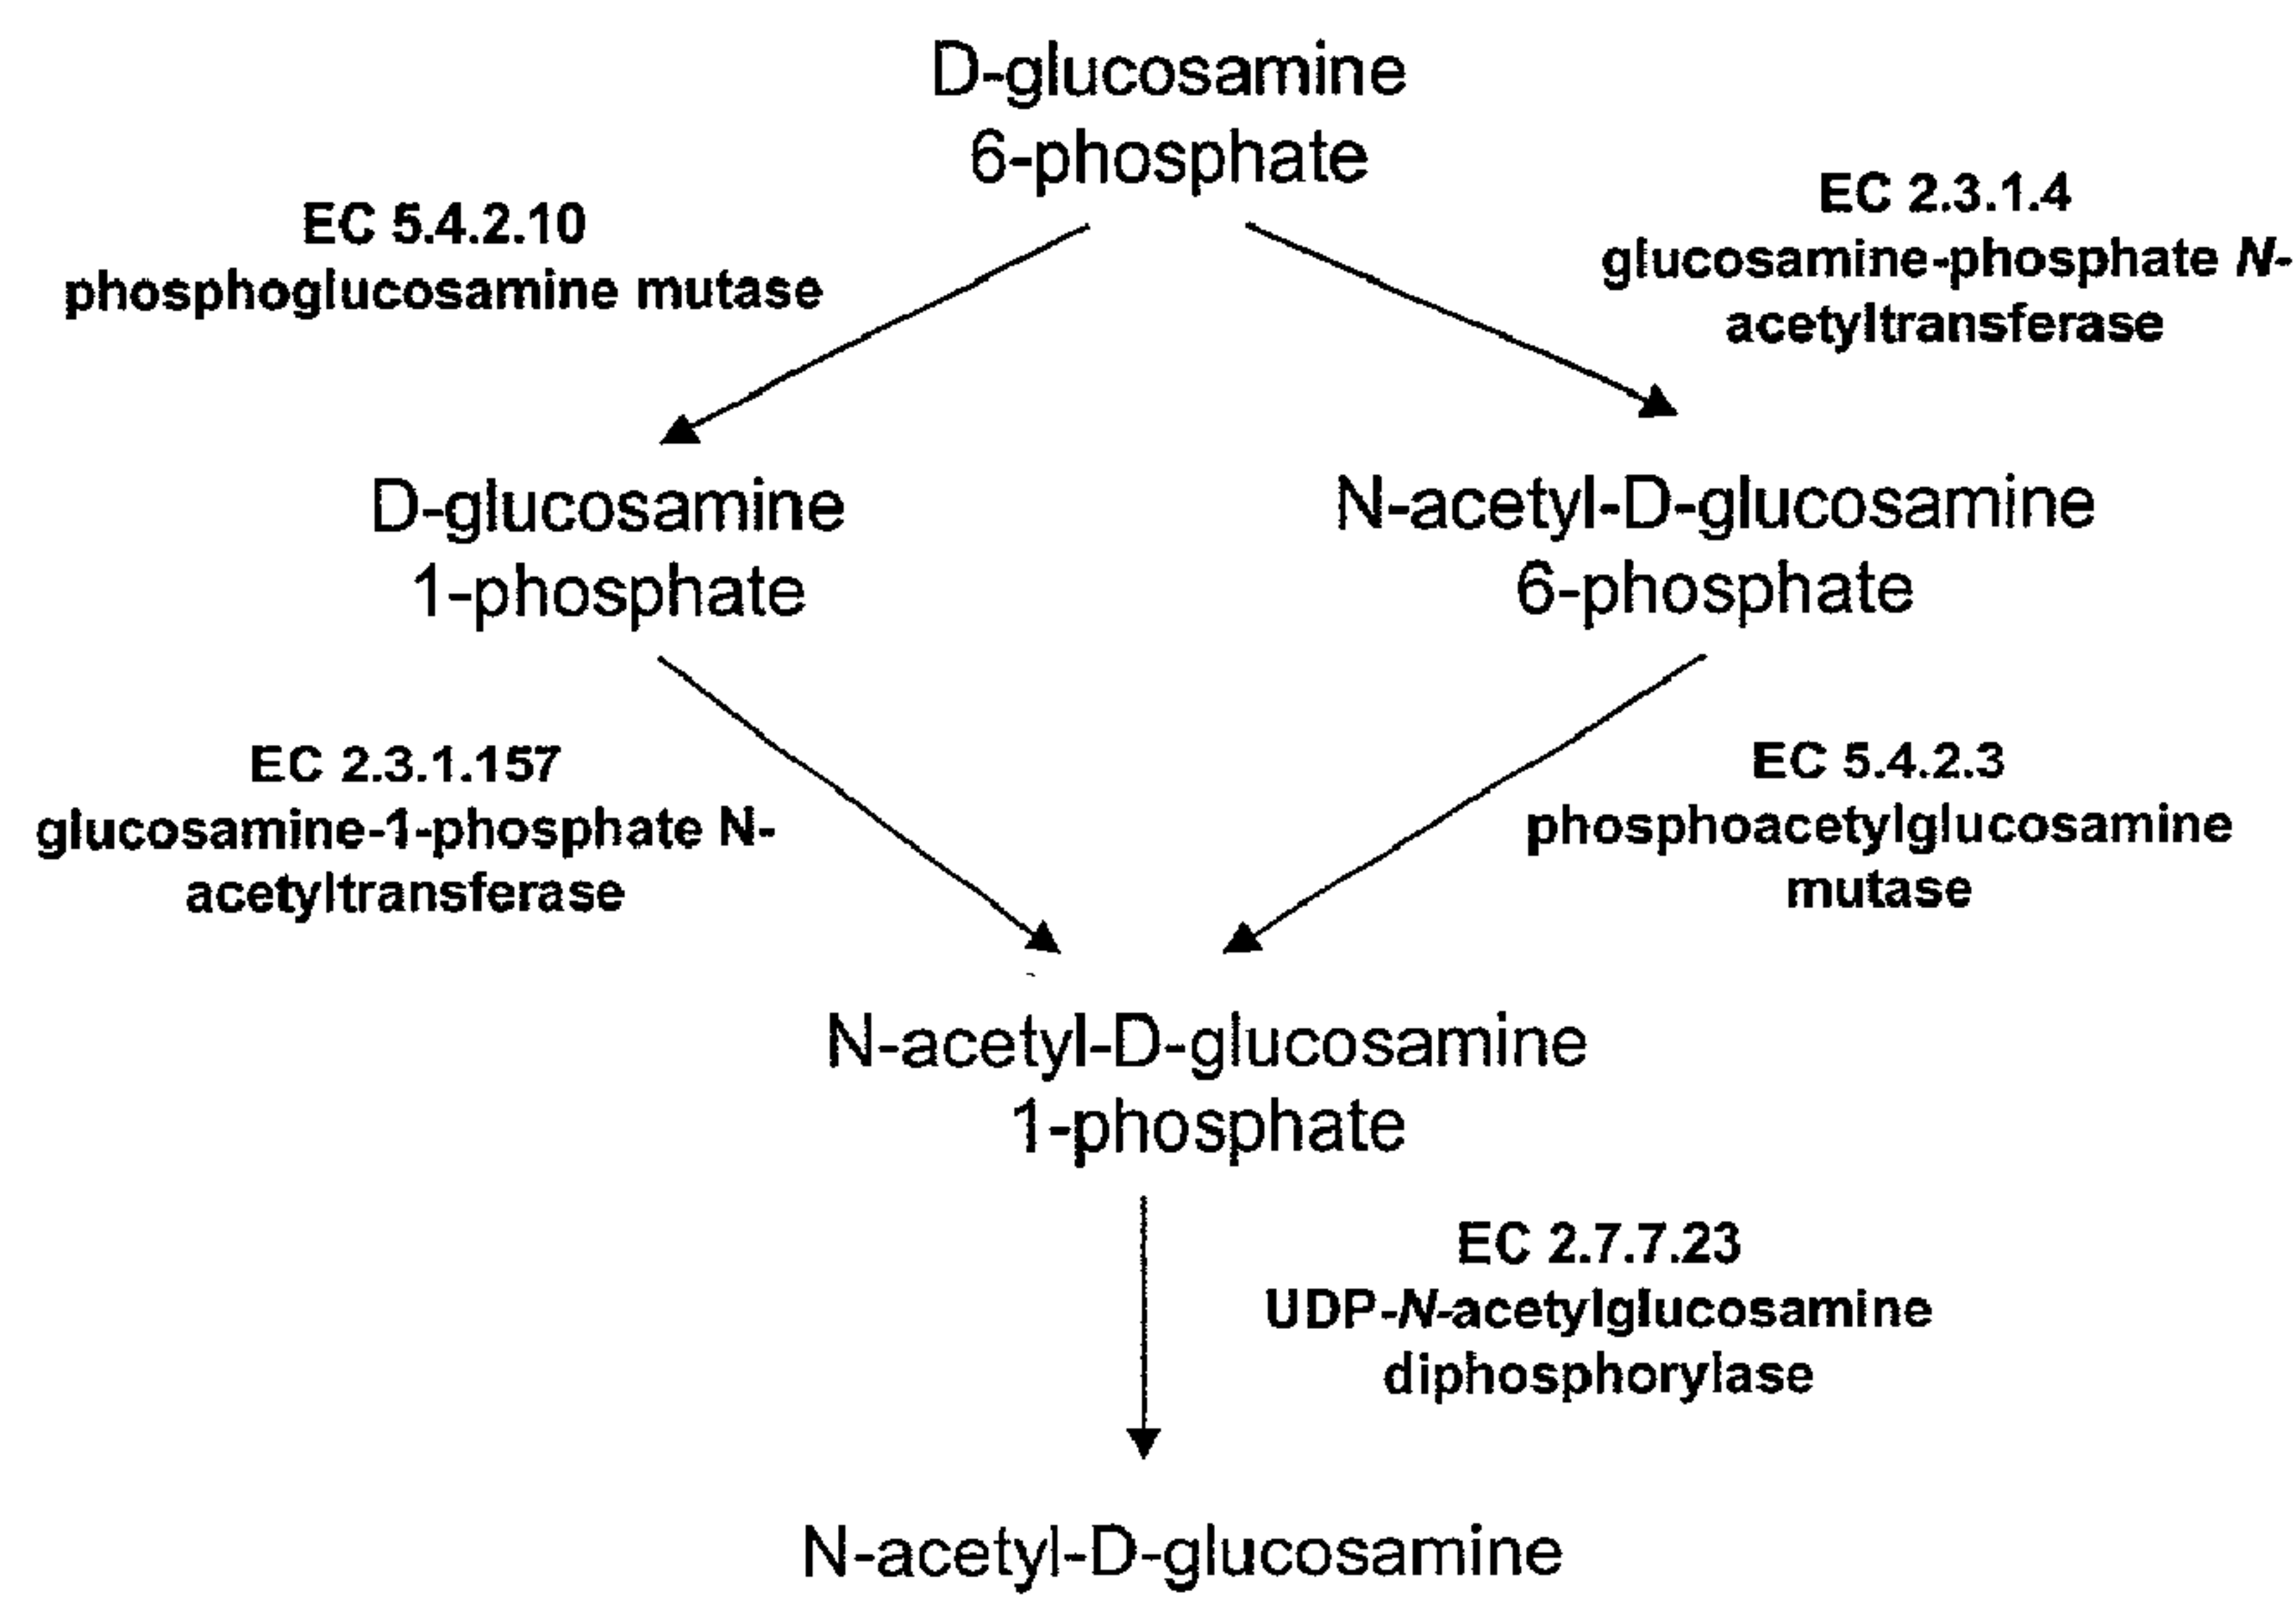 D-glucosamine
6-phosphate
EC 5.4.2.10
phosphoglucosamine mutase
EC 2.3.1.4
glucosamine-phosphate N-
acetyltransferase
D-glucosamine
1-phosphate
N-acetyl-D-glucosamine
6-phosphate
EC 2.3.1.157
glucosamine-1-phosphate N-
acetyltransferase
EC 5.4.2.3
phosphoacetylglucosamine
mutase
N-acetyl-D-glucosamine
1-phosphate
EC 2.7.7.23
UDP-N-acetylglucosamine
diphosphorylase
N-acetyl-D-glucosamine